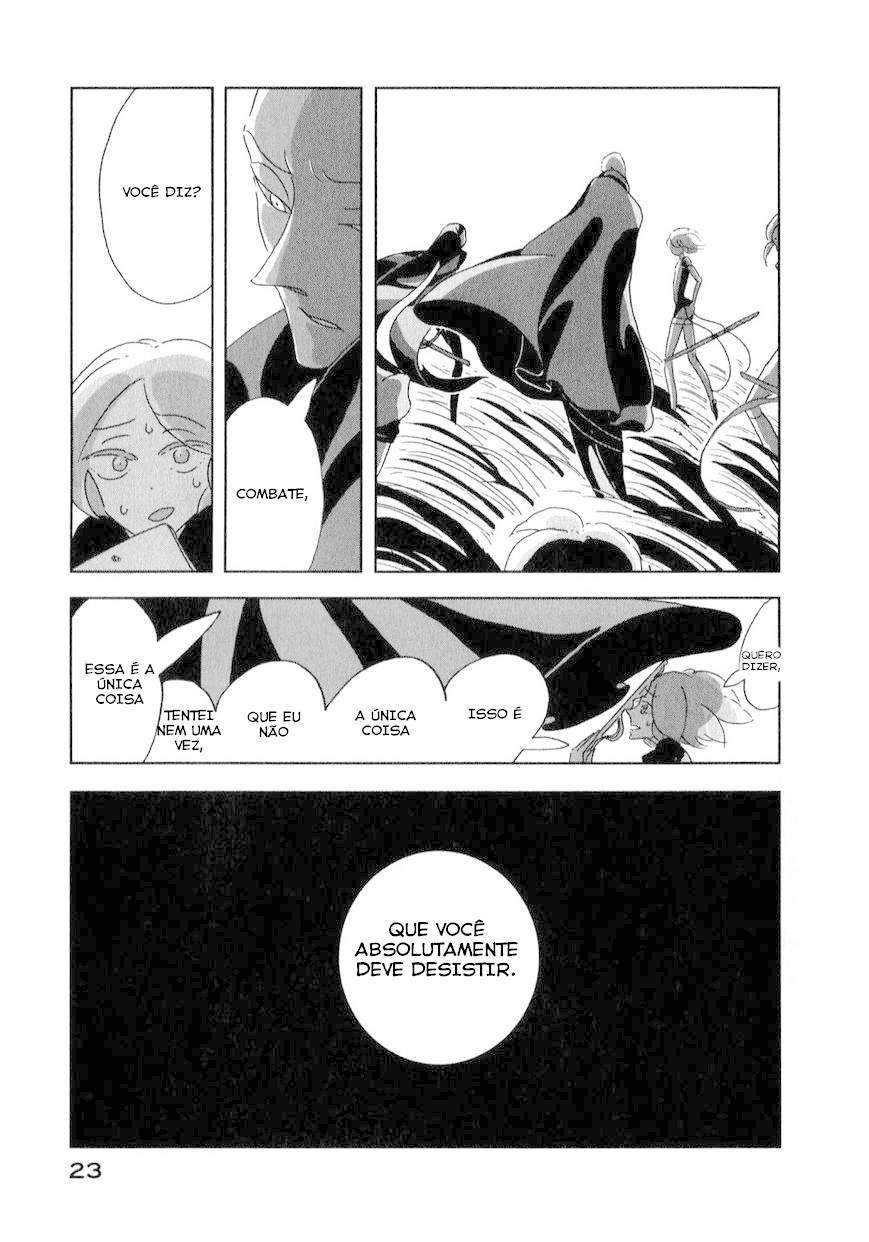 COMBATE,
VOCÊ DIZ?
QUERO
DIZER,
ISSO É
A ÚNICA
COISA
QUE EU
NÃO
TENTEI
NEM UMA
VEZ,
ESSA É A
ÚNICA
COISA
QUE VOCÊ
ABSOLUTAMENTE
DEVE DESISTIR.
23